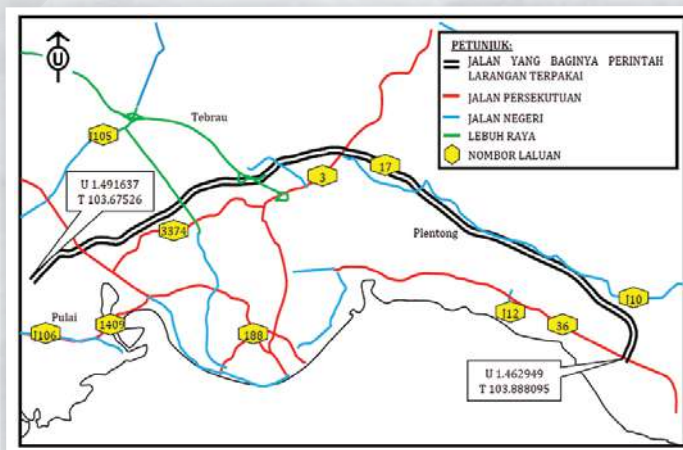 U
PETUNJUK:
JALAN YANG BAGINYA PERINTAH
LARANGAN TERPAKAI
JALAN PERSEKUTUAN
JALAN NEGERI
LEBUH RAYA
NOMBOR LALUAN
Tebrau
J105
U 1.491637
T 103.67526
3
17
3374
Plentong
J10
Pulai
J106
1409
188
J12
36
U 1.462949
T 103.888095